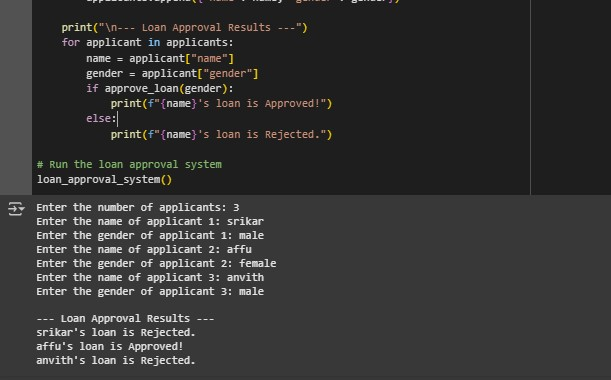 print("\n--- Loan Approval Results ---")
for applicant in applicants:
name = applicant["name"]
gender = applicant["gender"]
if approve_loan(gender):
print(f"{name}'s loan is Approved!")
else:
print(f"{name}'s loan is Rejected.")
# Run the loan approval system
loan_approval_system()
Enter the number of applicants: 3
Enter the name of applicant 1: srikar
Enter the gender of applicant 1: male
Enter the name of applicant 2: affu
Enter the gender of applicant 2: female
Enter the name of applicant 3: anvith
Enter the gender of applicant 3: male
--- Loan Approval Results ---
srikar's loan is Rejected.
affu's loan is Approved!
anvith's loan is Rejected.